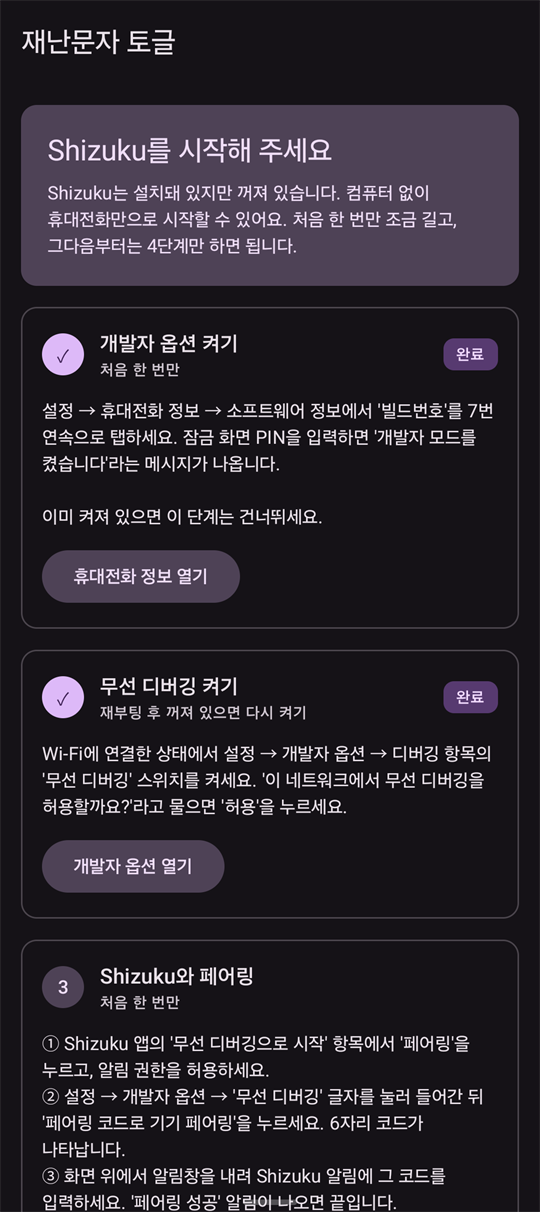 재난문자 토글
Shizuku를 시작해 주세요
Shizuku는 설치돼 있지만 꺼져 있습니다. 컴퓨터 없이
휴대전화만으로 시작할 수 있어요. 처음 한 번만 조금 길고,
그다음부터는 4단계만 하면 됩니다.
✓
개발자 옵션 켜기
처음 한 번만
완료
설정 → 휴대전화 정보 → 소프트웨어 정보에서 '빌드번호'를 7번
연속으로 탭하세요. 잠금 화면 PIN을 입력하면 '개발자 모드를
켰습니다'라는 메시지가 나옵니다.
이미 켜져 있으면 이 단계는 건너뛰세요.
휴대전화 정보 열기
✓
무선 디버깅 켜기
재부팅 후 꺼져 있으면 다시 켜기
완료
Wi-Fi에 연결한 상태에서 설정 → 개발자 옵션 → 디버깅 항목의
'무선 디버깅' 스위치를 켜세요. '이 네트워크에서 무선 디버깅을
허용할까요?'라고 물으면 '허용'을 누르세요.
개발자 옵션 열기
3
Shizuku와 페어링
처음 한 번만
① Shizuku 앱의 '무선 디버깅으로 시작' 항목에서 '페어링'을
누르고, 알림 권한을 허용하세요.
② 설정 → 개발자 옵션 → '무선 디버깅' 글자를 눌러 들어간 뒤
'페어링 코드로 기기 페어링'을 누르세요. 6자리 코드가
나타납니다.
③ 화면 위에서 알림창을 내려 Shizuku 알림에 그 코드를
입력하세요. '페어링 성공' 알림이 나오면 끝입니다.